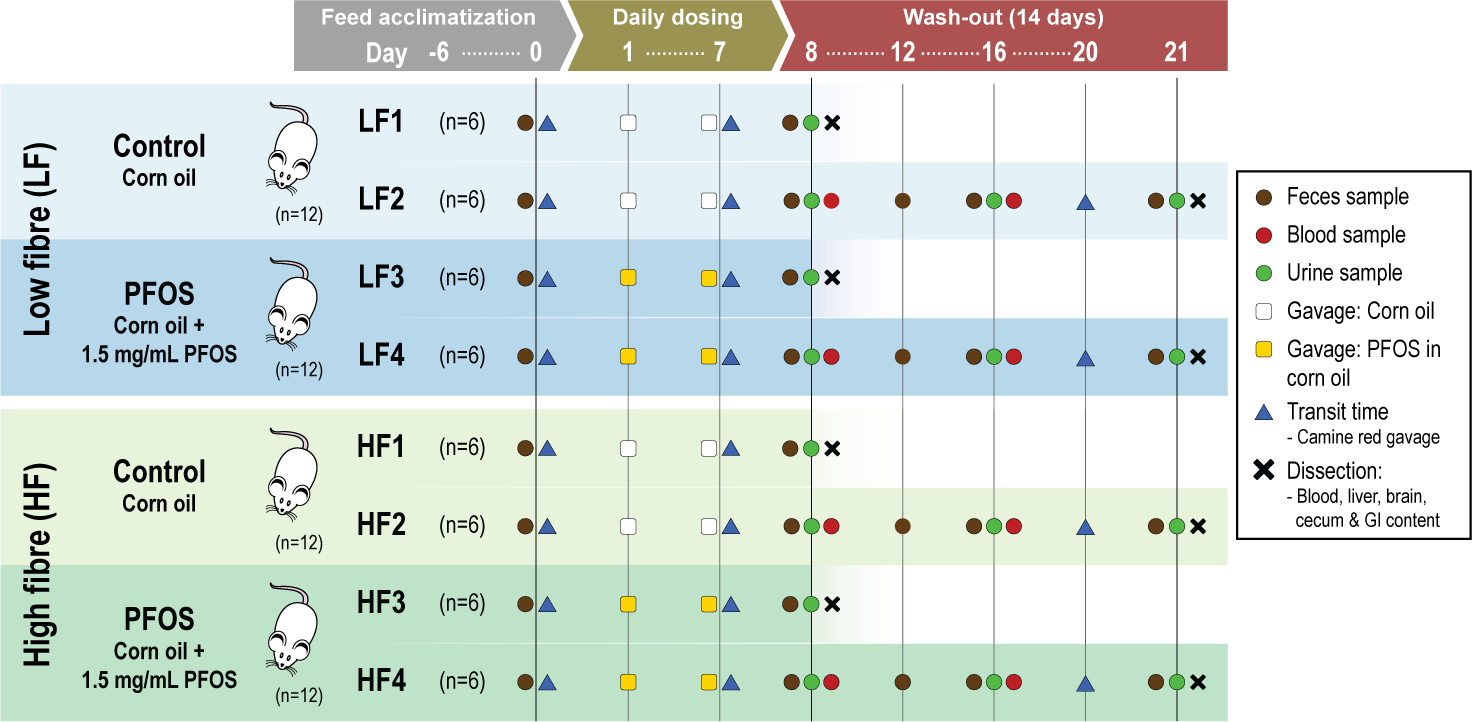 Feed acclimatization
Daily dosing
Wash-out (14 days)
Day -6 ........... 0
1 ........... 7
8 ........... 12 ........... 16 ........... 20 21
Low fibre (LF)
Control
Corn oil
(n=12)
LF1 (n=6)
LF2 (n=6)
PFOS
Corn oil +
1.5 mg/mL PFOS
(n=12)
LF3 (n=6)
LF4 (n=6)
High fibre (HF)
Control
Corn oil
(n=12)
HF1 (n=6)
HF2 (n=6)
PFOS
Corn oil +
1.5 mg/mL PFOS
(n=12)
HF3 (n=6)
HF4 (n=6)
Feces sample
Blood sample
Urine sample
Gavage: Corn oil
Gavage: PFOS in
corn oil
Transit time
- Camine red gavage
Dissection:
- Blood, liver, brain,
cecum & GI content